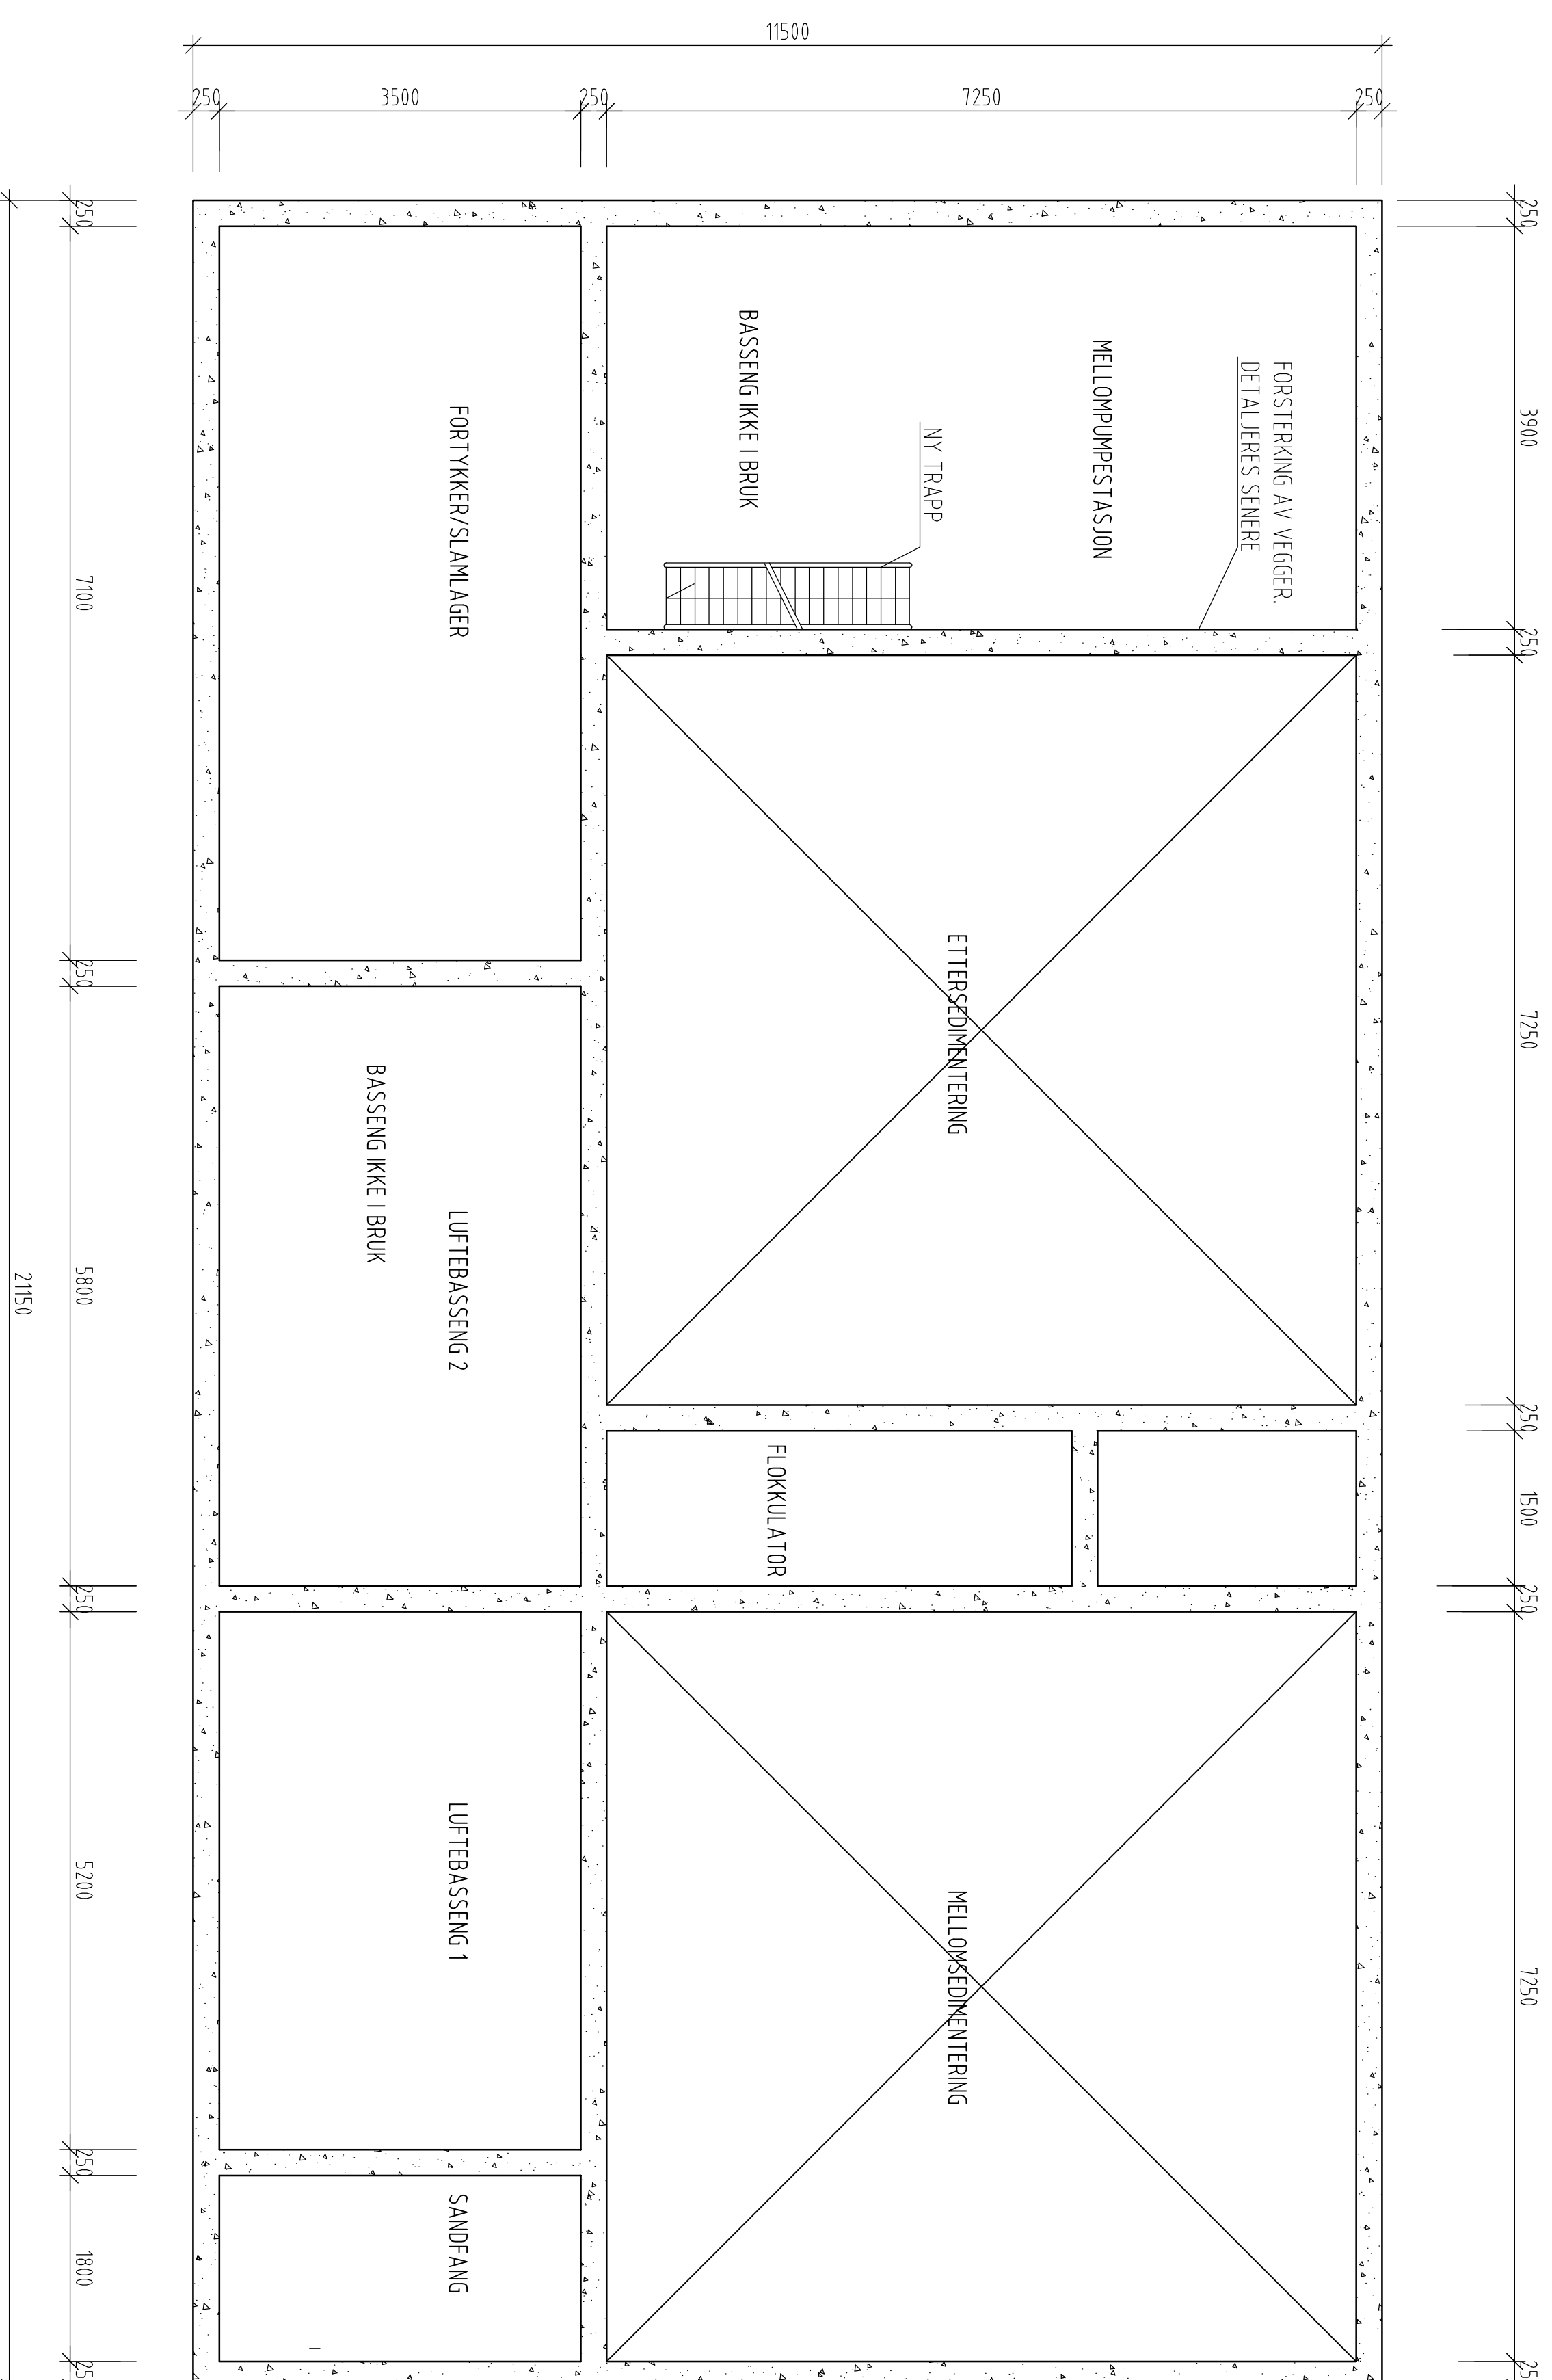 11500
250
3500
250
7250
250
250
7100
250
5800
250
5200
250
1800
25
21150
250
3900
250
7250
250
1500
250
7250
25
FORSTERKING AV VEGGER.
DETALJERES SENERE
MELLOMPUMPESTASJON
NY TRAPP
BASSENG IKKE I BRUK
FORTYKKER/SLAMLAGER
ETTERSEDIMENTERING
LUFTEBASSENG 2
BASSENG IKKE I BRUK
FLOKKULATOR
MELLOMSEDIMENTERING
LUFTEBASSENG 1
SANDFANG